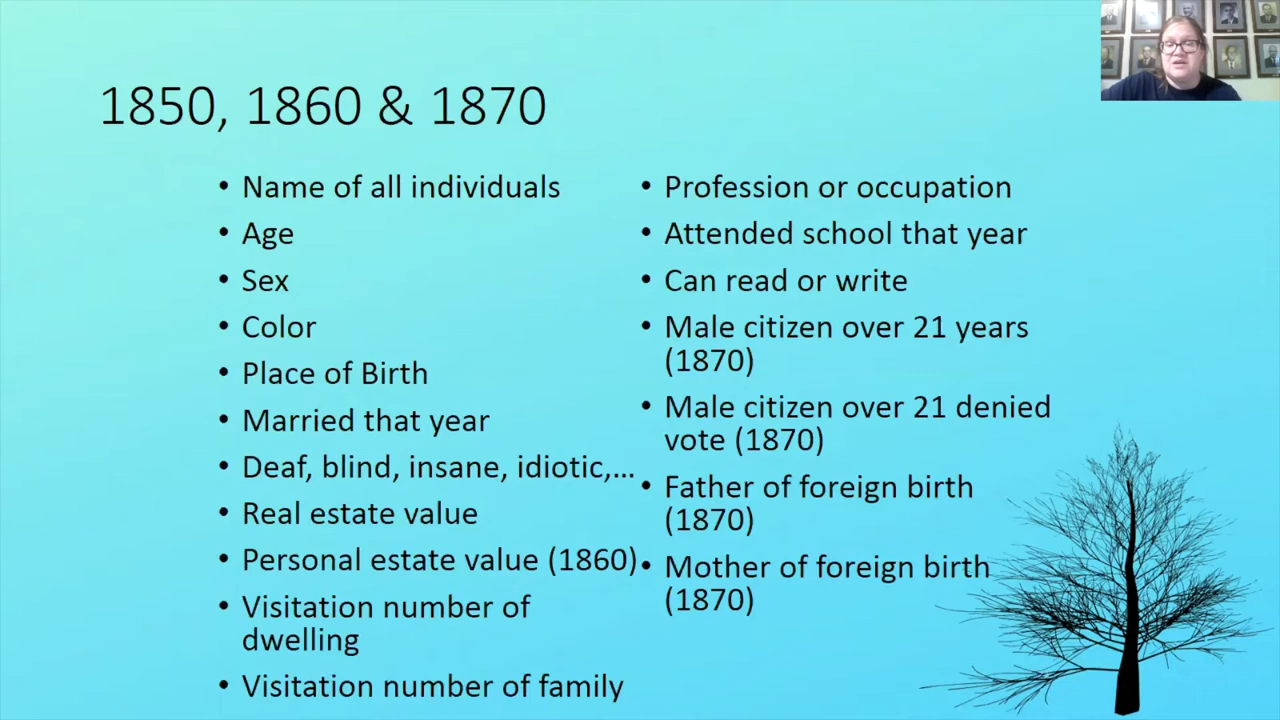 1850, 1860 & 1870
• Name of all individuals
• Age
• Sex
• Color
• Place of Birth
• Married that year
• Deaf, blind, insane, idiotic,...
• Real estate value
• Personal estate value (1860)
• Visitation number of
dwelling
• Visitation number of family
• Profession or occupation
• Attended school that year
• Can read or write
• Male citizen over 21 years
(1870)
• Male citizen over 21 denied
vote (1870)
• Father of foreign birth
(1870)
• Mother of foreign birth
(1870)